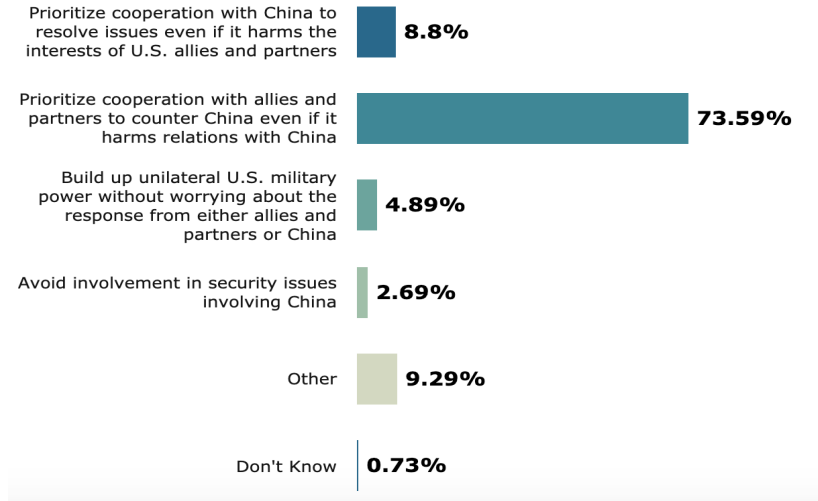 Prioritize cooperation with China to
resolve issues even if it harms the
interests of U.S. allies and partners
8.8%
Prioritize cooperation with allies and
partners to counter China even if it
harms relations with China
73.59%
Build up unilateral U.S. military
power without worrying about the
response from either allies and
partners or China
4.89%
Avoid involvement in security issues
involving China
2.69%
Other
9.29%
Don't Know
0.73%